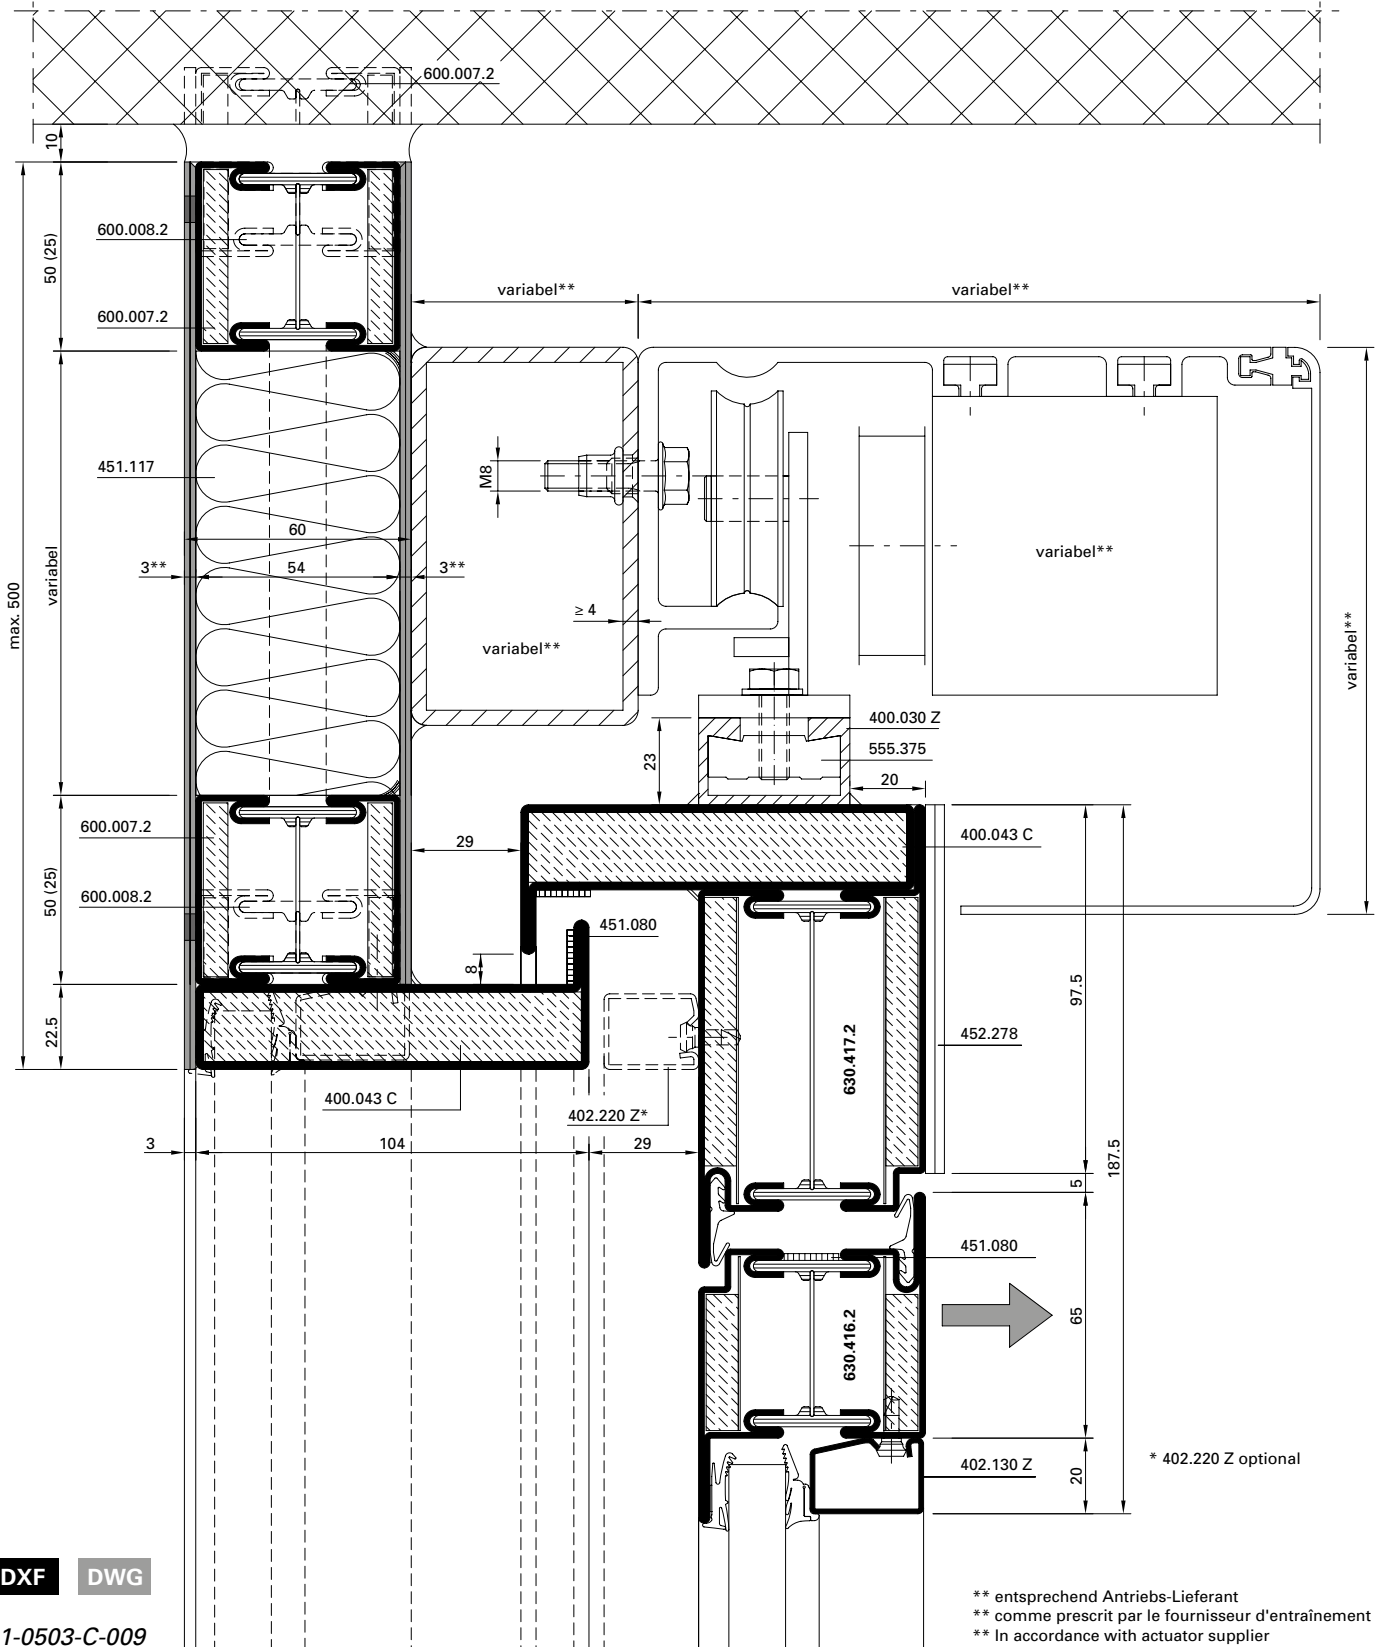 600.007.2
10
600.008.2
50 (25)
600.007.2
variabel**
variabel**
451.117
M8
60
3**
54
3**
variabel
max. 500
≥ 4
variabel**
variabel**
variabel**
400.030 Z
555.375
23
20
600.007.2
29
400.043 C
50 (25)
600.008.2
451.080
8
97.5
22.5
630.417.2
452.278
400.043 C
402.220 Z*
3
104
29
187.5
5
451.080
630.416.2
65
402.130 Z
20
* 402.220 Z optional
DXF
DWG
1-0503-C-009
** entsprechend Antriebs-Lieferant
** comme prescrit par le fournisseur d'entraînement
** In accordance with actuator supplier